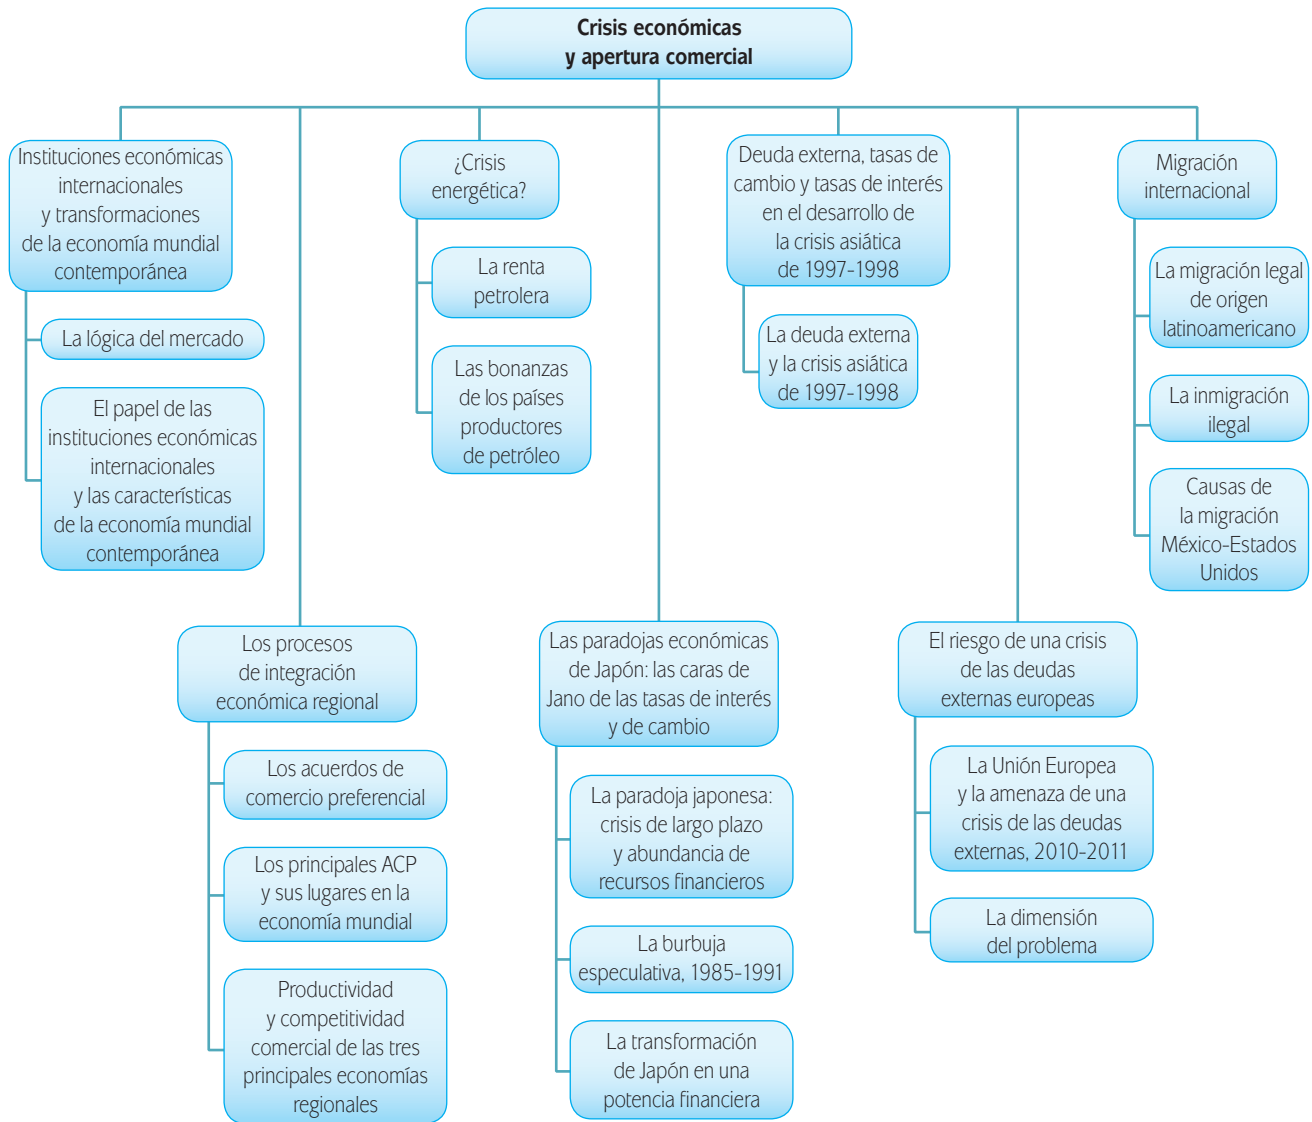 Crisis económicas
y apertura comercial
Instituciones económicas
internacionales
y transformaciones
de la economía mundial
contemporánea
La lógica del mercado
El papel de las
instituciones económicas
internacionales
y las características
de la economía mundial
contemporánea
Los procesos
de integración
económica regional
Los acuerdos de
comercio preferencial
Los principales ACP
y sus lugares en la
economía mundial
Productividad
y competitividad
comercial de las tres
principales economías
regionales
¿Crisis
energética?
La renta
petrolera
Las bonanzas
de los países
productores
de petróleo
Las paradojas económicas
de Japón: las caras de
Jano de las tasas de interés
y de cambio
La paradoja japonesa:
crisis de largo plazo
y abundancia de
recursos financieros
La burbuja
especulativa, 1985-1991
La transformación
de Japón en una
potencia financiera
Deuda externa, tasas de
cambio y tasas de interés
en el desarrollo de
la crisis asiática
de 1997-1998
La deuda externa
y la crisis asiática
de 1997-1998
El riesgo de una crisis
de las deudas
externas europeas
La Unión Europea
y la amenaza de una
crisis de las deudas
externas, 2010-2011
La dimensión
del problema
Migración
internacional
La migración legal
de origen
latinoamericano
La inmigración
ilegal
Causas de
la migración
México-Estados
Unidos